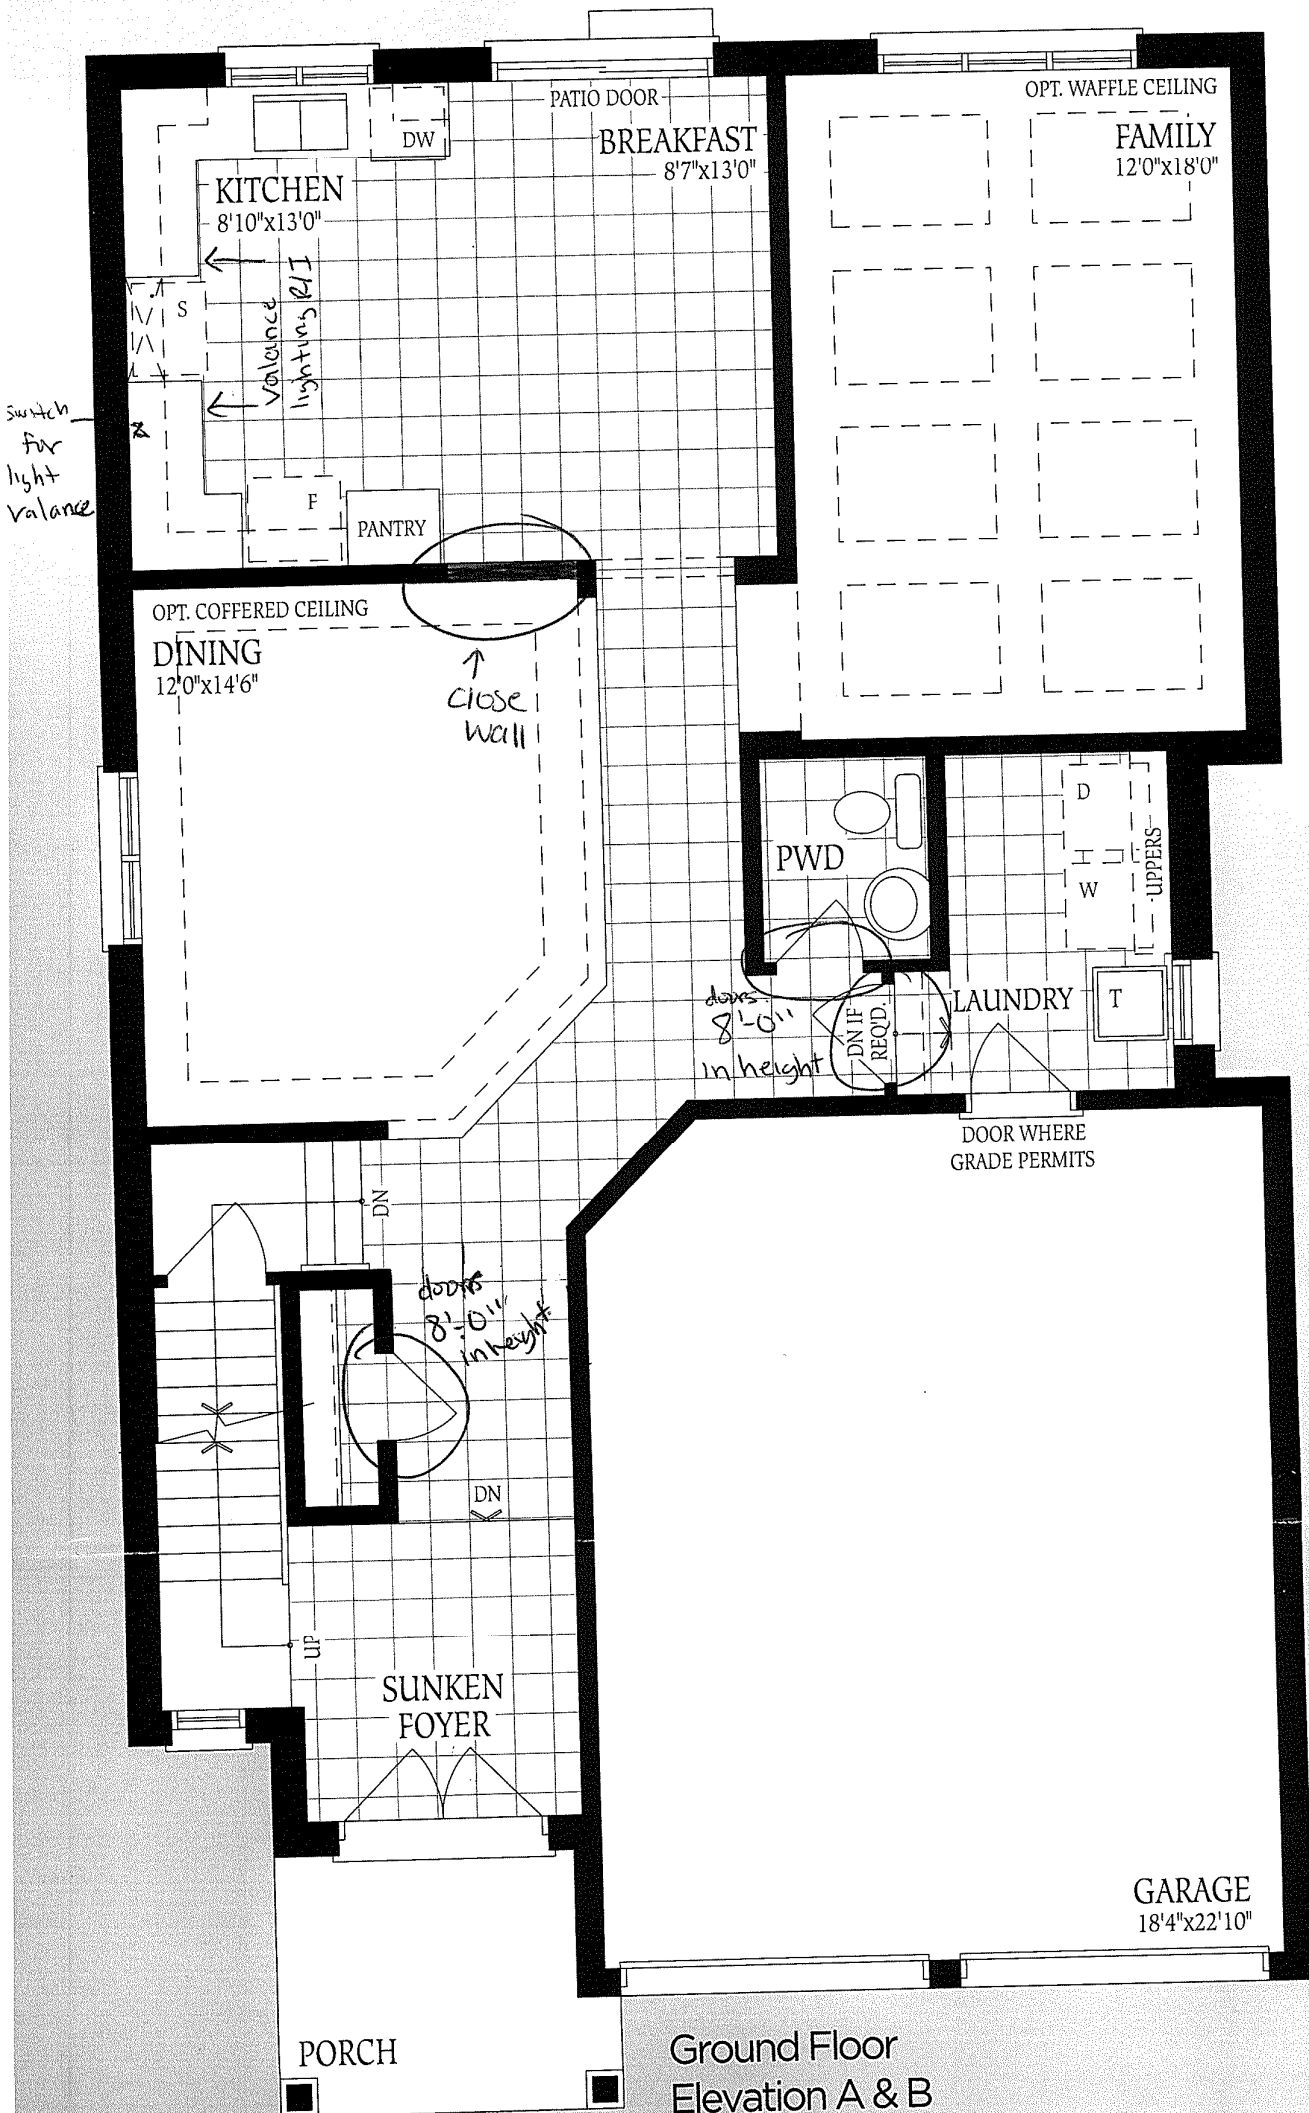 OPT. WAFFLE CEILING
PATIO DOOR
DW
BREAKFAST
8'7"x13'0"
FAMILY
12'0"x18'0"
KITCHEN
8'10"x13'0"
S
valance
lighting R/I
switch
for
light
valance
F
PANTRY
OPT. COFFERED CEILING
DINING
12'0"x14'6"
close
wall
D
W
UPPERS
PWD
doors
8'-0"
in height
DN IF
REQ'D.
LAUNDRY
T
DOOR WHERE
GRADE PERMITS
DN
doors
8'-0"
in height
DN
UP
SUNKEN
FOYER
GARAGE
18'4"x22'10"
PORCH
Ground Floor
Elevation A & B